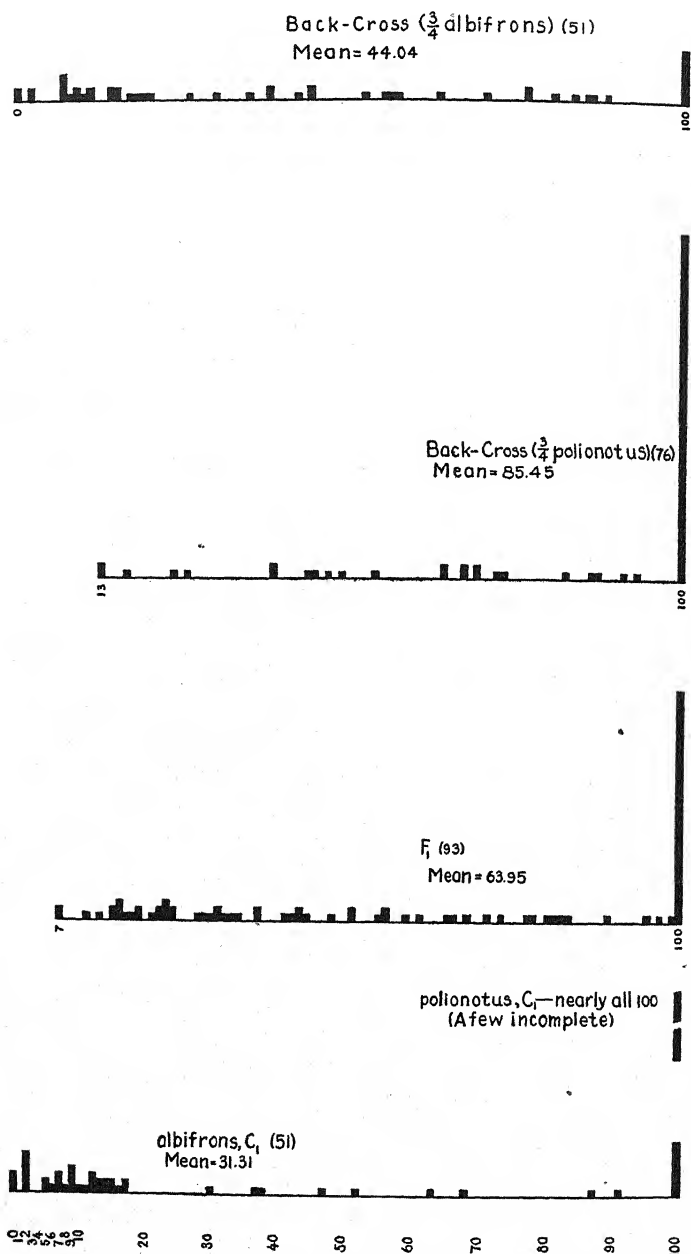 Back-Cross (3/4 albifrons) (51)
Mean=44.04
0
100
Back-Cross (3/4 polionotus)(76)
Mean=85.45
13
100
F₁ (93)
Mean=63.95
7
100
polionotus, C₁—nearly all 100
(A few incomplete)
albifrons, C₁ (51)
Mean=31.31
20
30
40
50
60
70
80
90